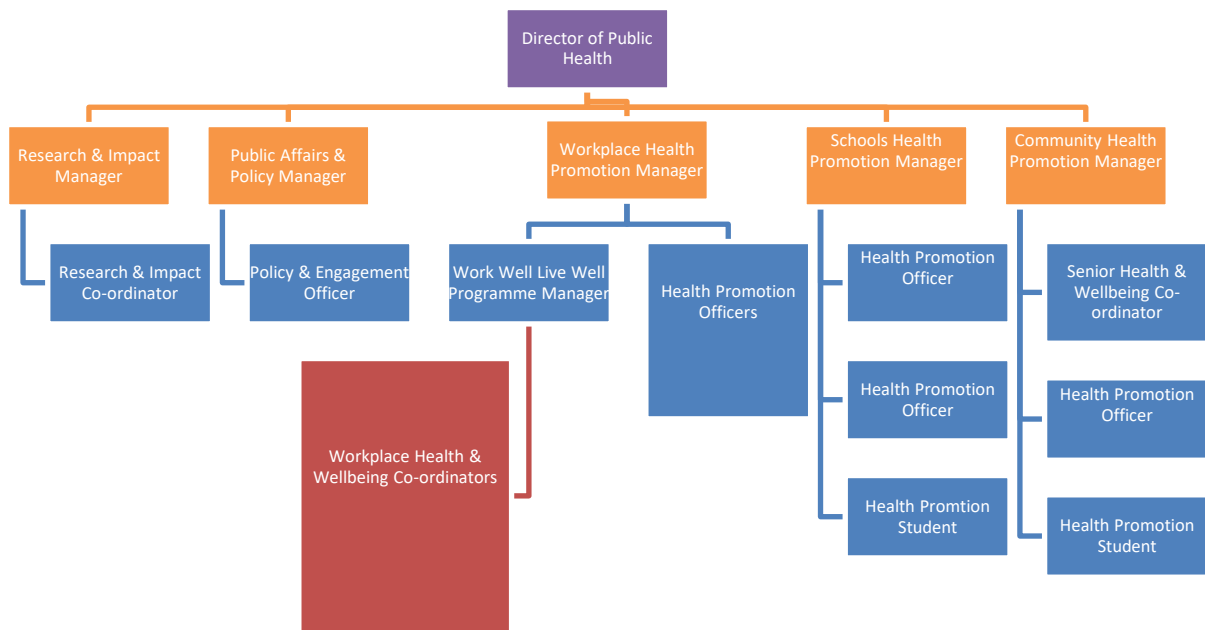 Director of Public
Health
Research & Impact
Manager
Public Affairs &
Policy Manager
Workplace Health
Promotion Manager
Schools Health
Promotion Manager
Community Health
Promotion Manager
Research & Impact
Co-ordinator
Policy & Engagement
Officer
Work Well Live Well
Programme Manager
Health Promotion
Officers
Health Promotion
Officer
Senior Health &
Wellbeing Co-
ordinator
Workplace Health &
Wellbeing Co-ordinators
Health Promotion
Officer
Health Promotion
Officer
Health Promtion
Student
Health Promotion
Student